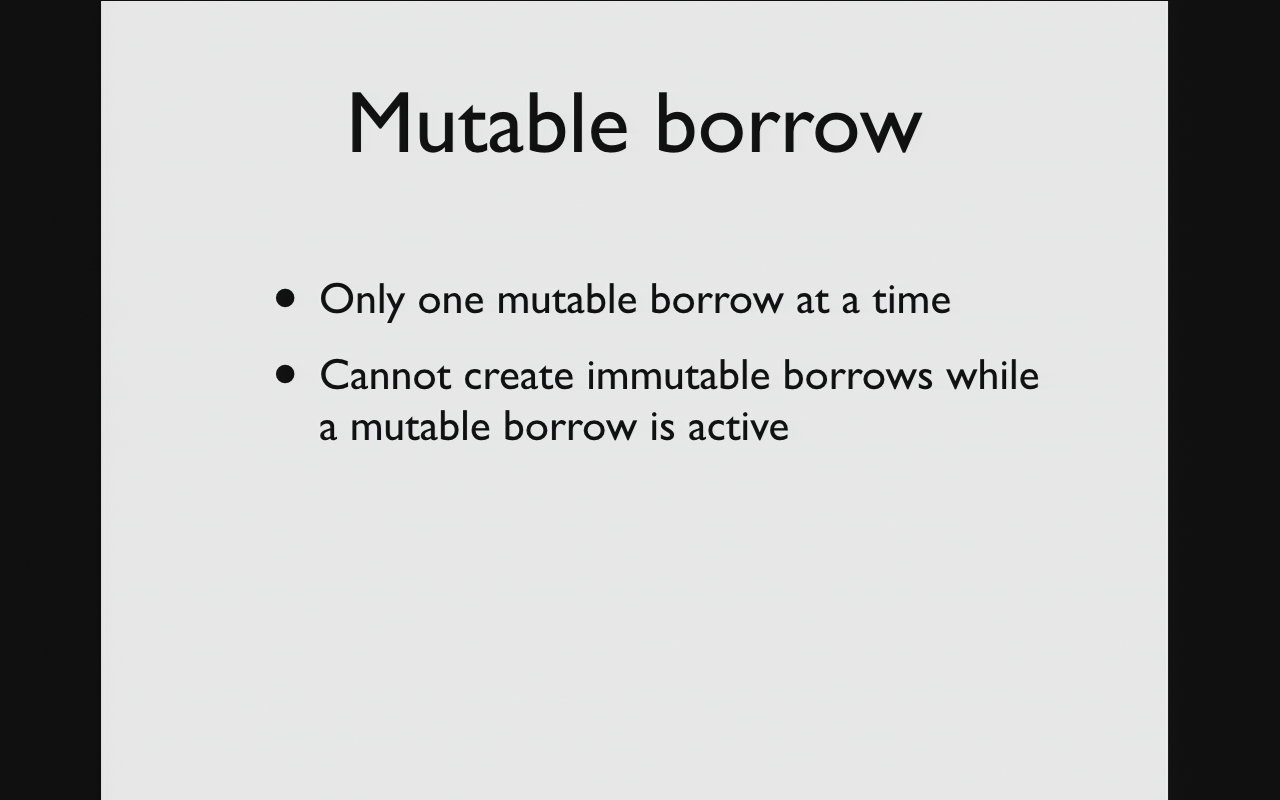 Mutable borrow
• Only one mutable borrow at a time
• Cannot create immutable borrows while
a mutable borrow is active